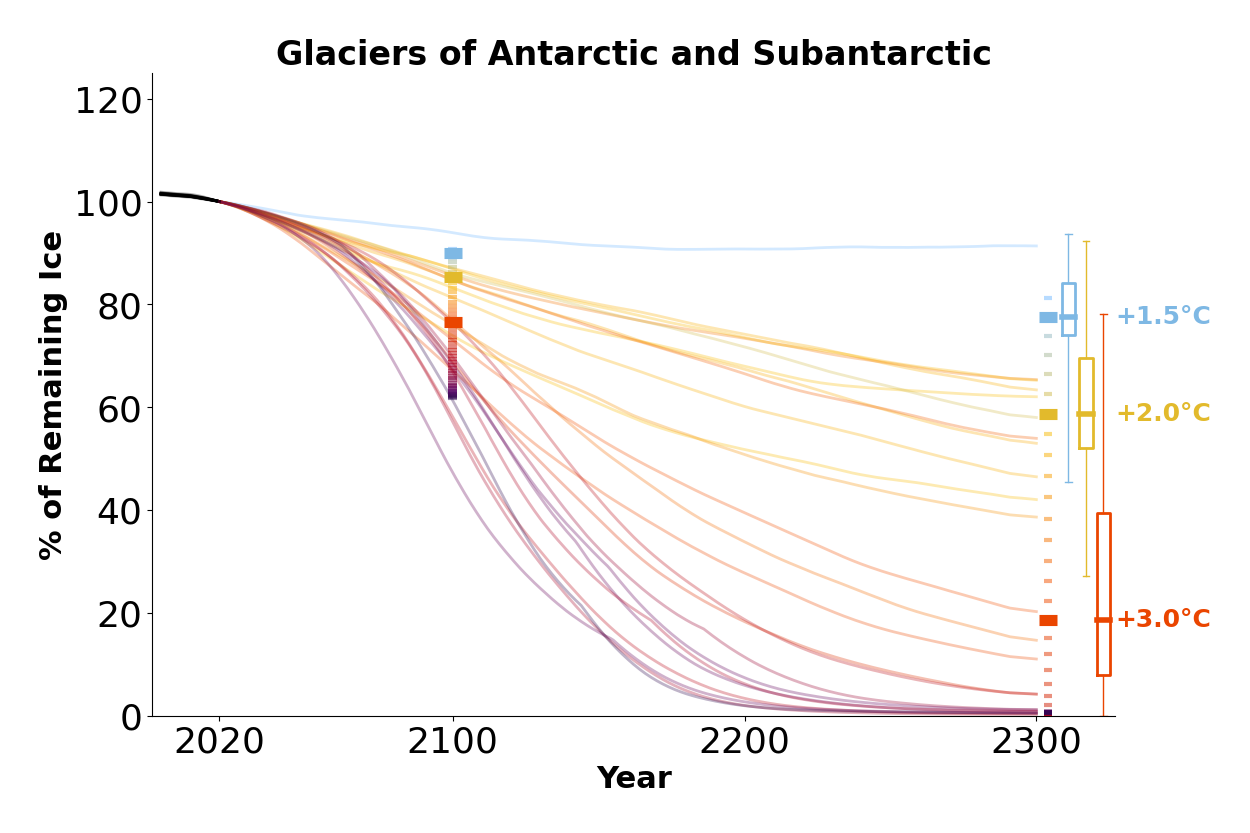 Glaciers of Antarctic and Subantarctic
120
100
80
60
40
20
0
% of Remaining Ice
2020 2100 2200 2300
Year
+1.5°C
+2.0°C
+3.0°C